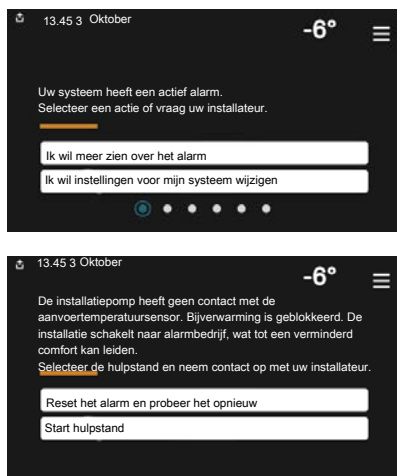 13.45 3 Oktober
-6°
Uw systeem heeft een actief alarm.
Selecteer een actie of vraag uw installateur.
Ik wil meer zien over het alarm
Ik wil instellingen voor mijn systeem wijzigen
13.45 3 Oktober
-6°
De installatiepomp heeft geen contact met de
aanvoertemperatuursensor. Bijverwarming is geblokkeerd. De
installatie schakelt naar alarmbedrijf, wat tot een verminderd
comfort kan leiden.
Selecteer de hulpstand en neem contact op met uw installateur.
Reset het alarm en probeer het opnieuw
Start hulpstand